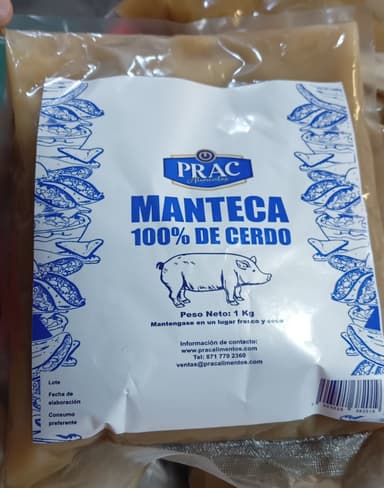 PRAC
Alimentos
MANTECA
100% DE CERDO
Peso Neto: 1 Kg
Mantengase en un lugar fresco y seco
Información de contacto:
www.pracalimentos.com
Tel: 871 779 2360
ventas@pracalimentos.com
Lote
Fecha de
elaboración
Consumo
preferente